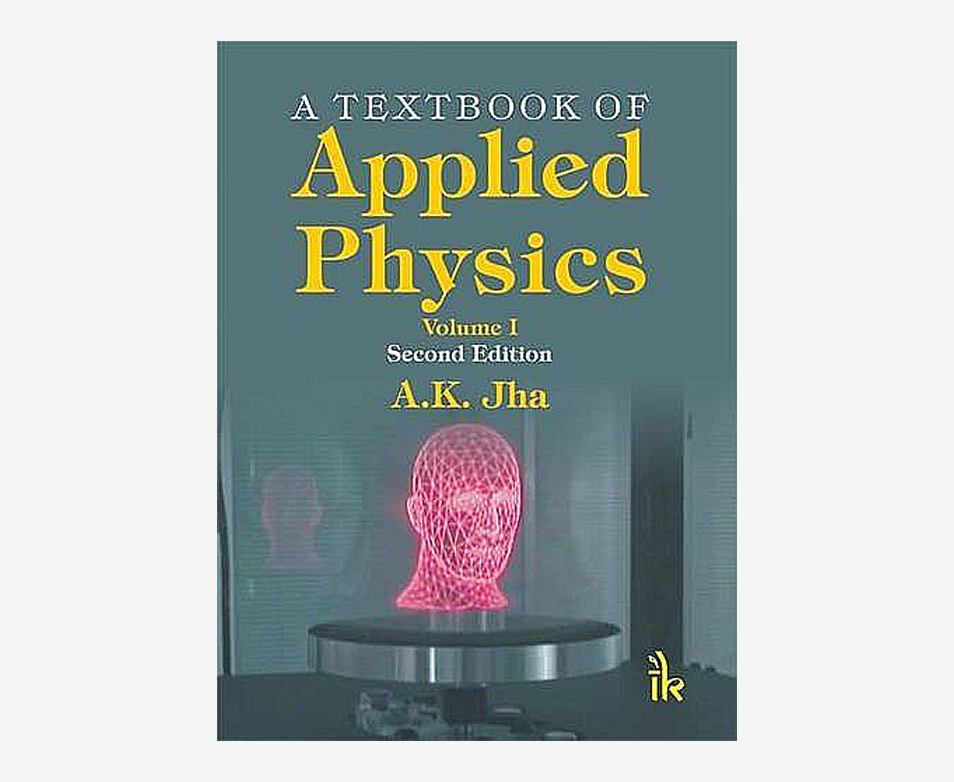 A TEXTBOOK OF
Applied
Physics
Volume I
Second Edition
A.K. Jha
ik